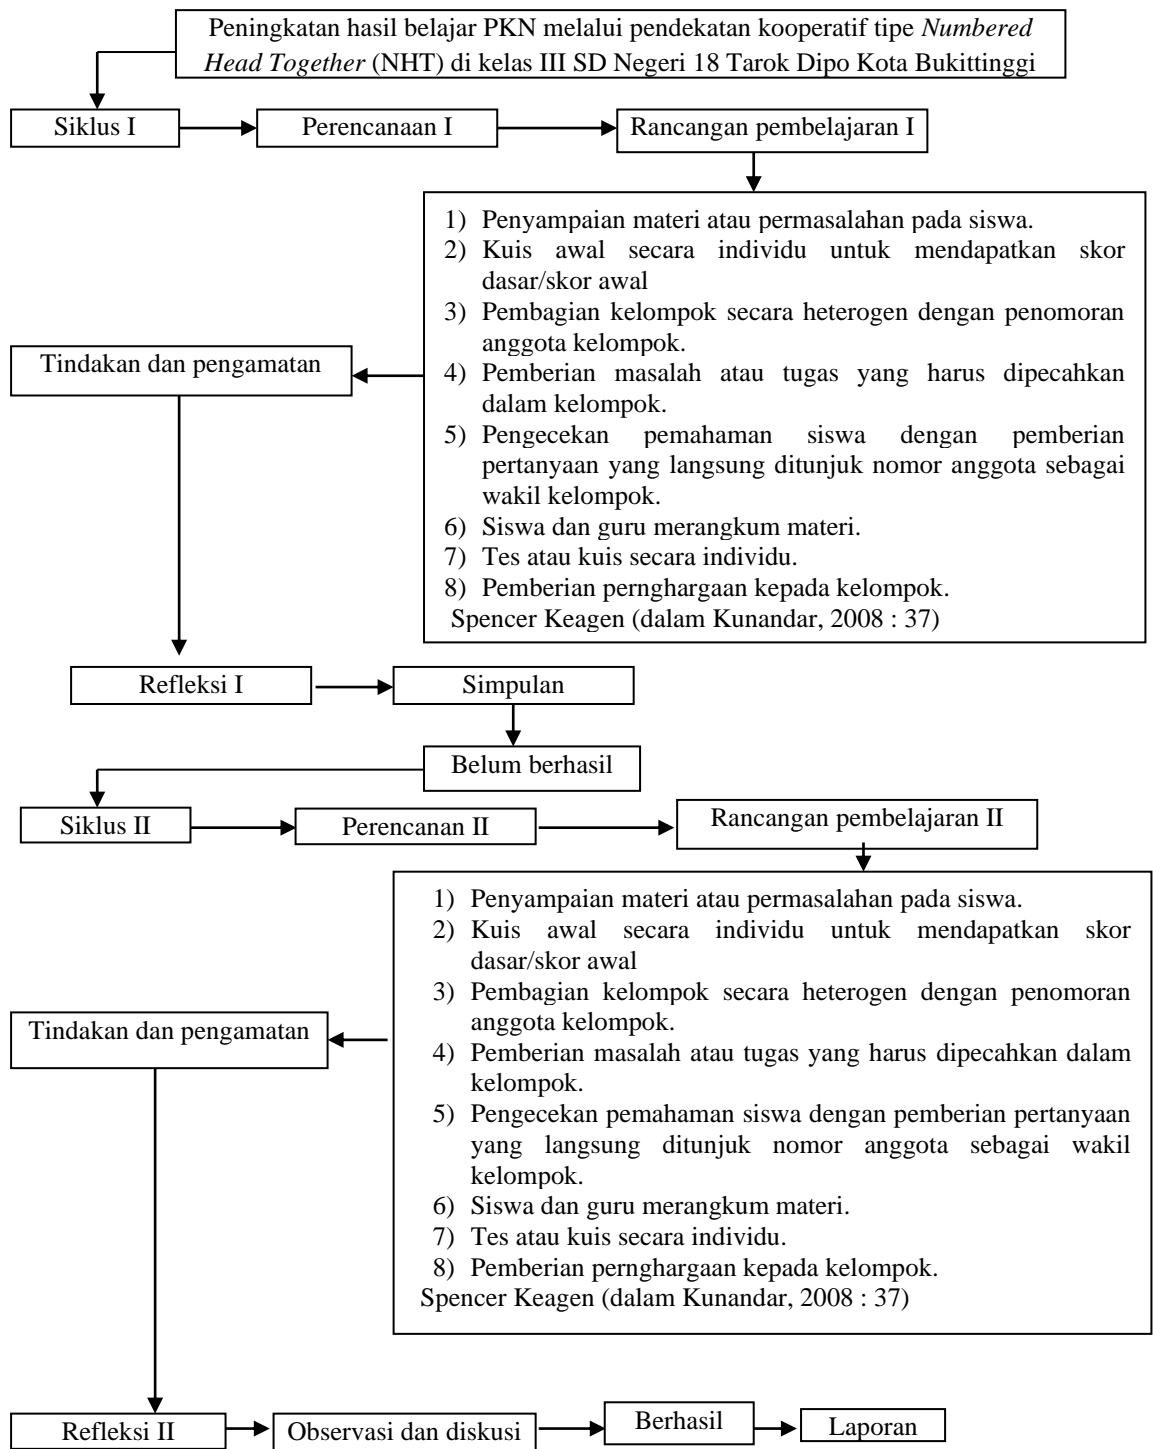 Peningkatan hasil belajar PKN melalui pendekatan kooperatif tipe Numbered
Head Together (NHT) di kelas III SD Negeri 18 Tarok Dipo Kota Bukittinggi
Siklus I
Perencanaan I
Rancangan pembelajaran I
1) Penyampaian materi atau permasalahan pada siswa.
2) Kuis awal secara individu untuk mendapatkan skor
dasar/skor awal
3) Pembagian kelompok secara heterogen dengan penomoran
anggota kelompok.
4) Pemberian masalah atau tugas yang harus dipecahkan
dalam kelompok.
5) Pengecekan pemahaman siswa dengan pemberian
pertanyaan yang langsung ditunjuk nomor anggota sebagai
wakil kelompok.
6) Siswa dan guru merangkum materi.
7) Tes atau kuis secara individu.
8) Pemberian pernghargaan kepada kelompok.
Spencer Keagen (dalam Kunandar, 2008 : 37)
Tindakan dan pengamatan
Refleksi I
Simpulan
Belum berhasil
Siklus II
Perencanan II
Rancangan pembelajaran II
1) Penyampaian materi atau permasalahan pada siswa.
2) Kuis awal secara individu untuk mendapatkan skor
dasar/skor awal
3) Pembagian kelompok secara heterogen dengan penomoran
anggota kelompok.
4) Pemberian masalah atau tugas yang harus dipecahkan dalam
kelompok.
5) Pengecekan pemahaman siswa dengan pemberian pertanyaan
yang langsung ditunjuk nomor anggota sebagai wakil
kelompok.
6) Siswa dan guru merangkum materi.
7) Tes atau kuis secara individu.
8) Pemberian pernghargaan kepada kelompok.
Spencer Keagen (dalam Kunandar, 2008 : 37)
Tindakan dan pengamatan
Refleksi II
Observasi dan diskusi
Berhasil
Laporan